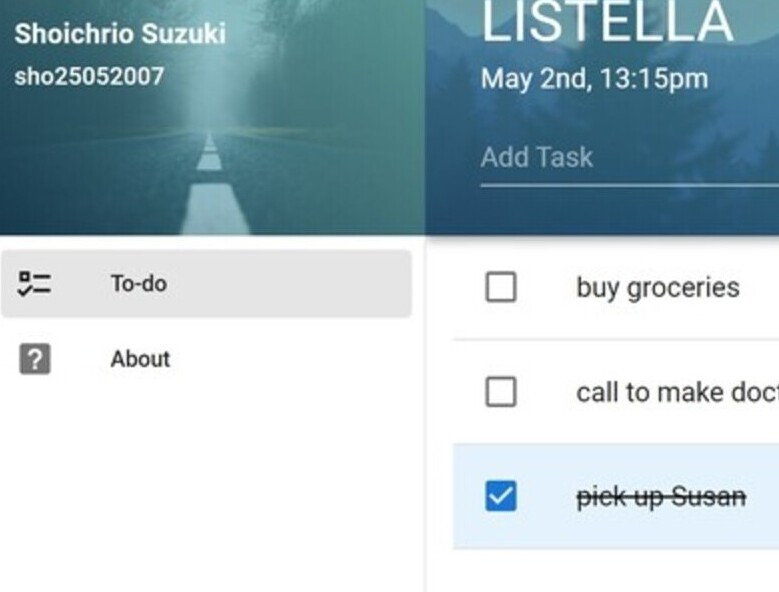 Shoichrio Suzuki
sho25052007
To-do
About
LISTELLA
May 2nd, 13:15pm
Add Task
buy groceries
call to make
pick up Susan